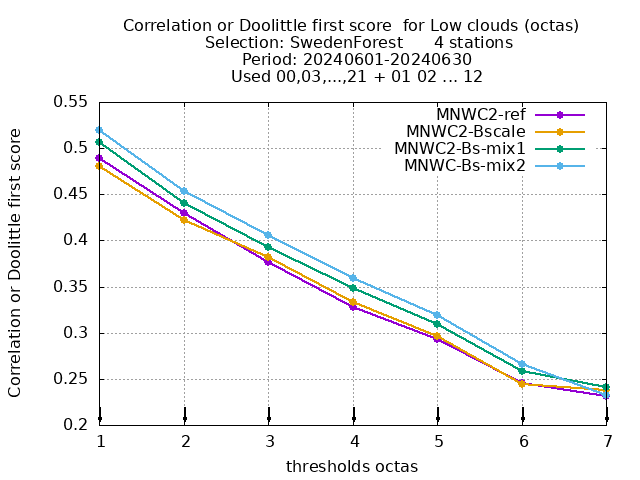 Correlation or Doolittle first score  for Low clouds (octas)
Selection: SwedenForest      4 stations
Period: 20240601-20240630
Used 00,03,...,21 + 01 02 ... 12
MNWC2-ref
MNWC2-Bscale
MNWC2-Bs-mix1
MNWC-Bs-mix2
Correlation or Doolittle first score
0.55
0.5
0.45
0.4
0.35
0.3
0.25
0.2
1 2 3 4 5 6 7
thresholds octas